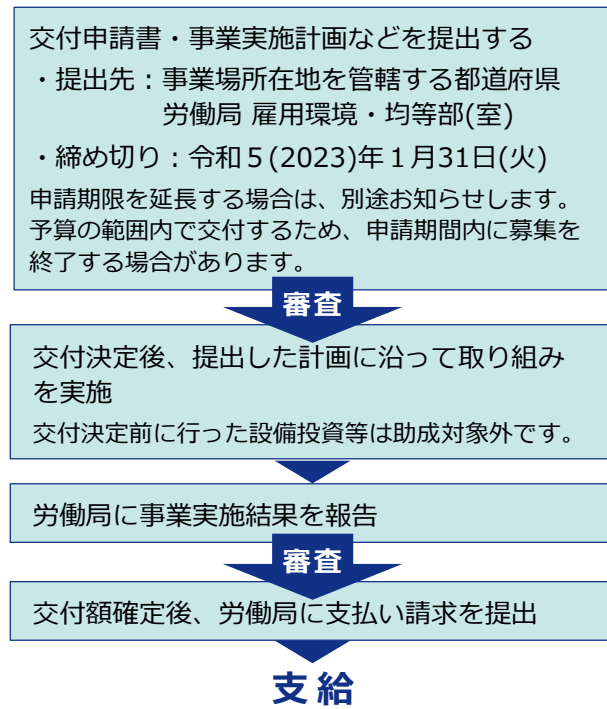 交付申請書・事業実施計画などを提出する
・提出先：事業場所在地を管轄する都道府県
労働局 雇用環境・均等部(室)
・締め切り：令和５(2023)年１月31日(火)
申請期限を延長する場合は、別途お知らせします。
予算の範囲内で交付するため、申請期間内に募集を
終了する場合があります。
審査
交付決定後、提出した計画に沿って取り組み
を実施
交付決定前に行った設備投資等は助成対象外です。
労働局に事業実施結果を報告
審査
交付額確定後、労働局に支払い請求を提出
支給